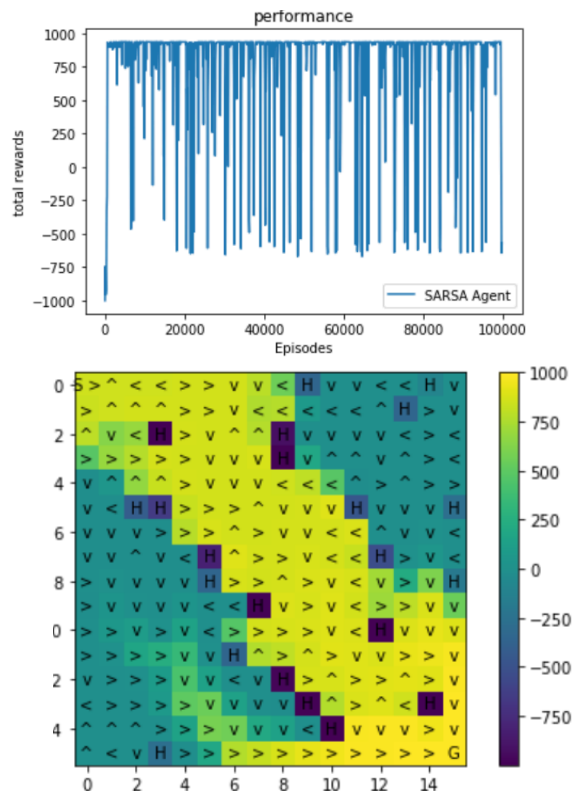 performance
1000
750
500
250
0
−250
−500
−750
−1000
total rewards
SARSA Agent
0 20000 40000 60000 80000 100000
Episodes
0 S > ^ < < > > v v < H v v < < H v
> ^ ^ ^ > > v < < < < < ^ H > v
2 ^ v < H > v ^ ^ H v v < < v < <
> > > > > v v v H v ^ ^ v ^ > <
4 v ^ ^ ^ > > v v < < < v > ^ > >
v < H H > > > ^ v v v H ^ v v H
6 v v v > > > ^ > v v < < ^ v v <
v v ^ v < H ^ > > v < < H > v <
8 > v v v v H > > ^ > v < v > v H
> v v v v < < H v > v < > > v v
0 > > v > v < > > > v > > H v v v
> > > > v v H > > ^ > > v v v v
2 > > > v > v < v H > > ^ > > ^ v
> > > > v > v v v H > > ^ < H v
4 ^ ^ ^ > > > v v v < H v v v v v
^ < v H > > > > > > > > > > > G
0 2 4 6 8 10 12 14
1000
750
500
250
0
−250
−500
−750